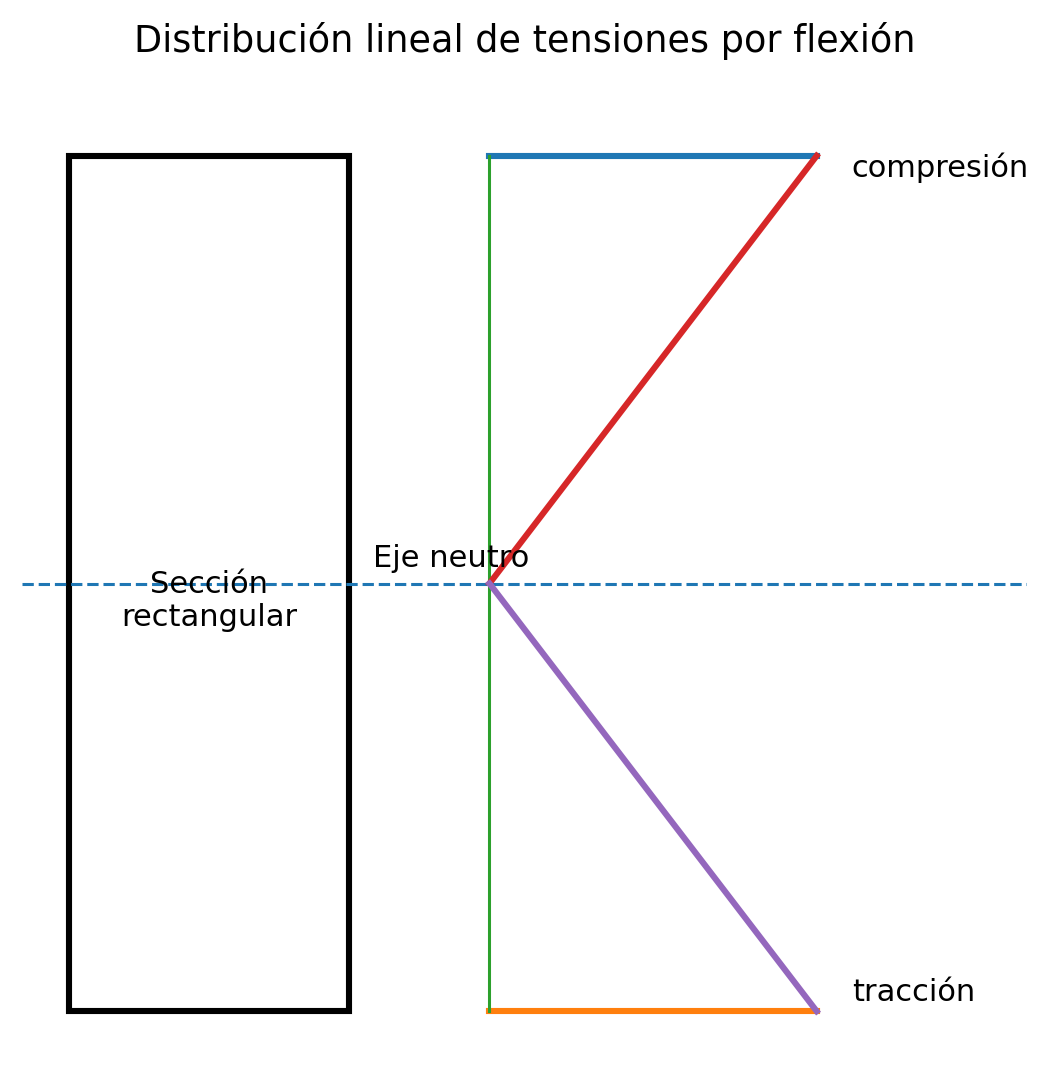 Distribución lineal de tensiones por flexión
compresión
Eje neutro
Sección
rectangular
tracción